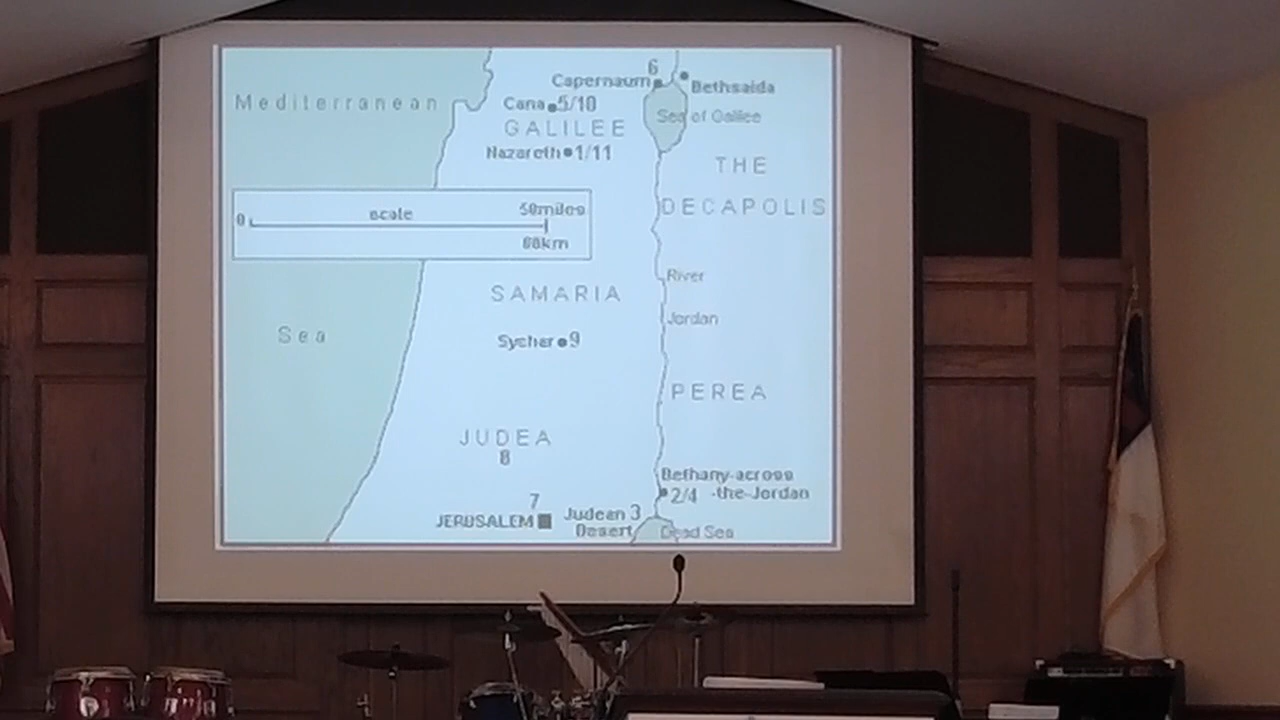 6
Capernaum
Bethsaida
Mediterranean
Cana 5/10
Sea of Galilee
GALILEE
Nazareth 1/11
THE
DECAPOLIS
0 scale 50miles
80km
River
SAMARIA
Jordan
Sea
Sychar 9
PEREA
JUDEA
8
Bethany-across
2/4 -the-Jordan
7
JERUSALEM
Judean 3
Desert
Dead Sea